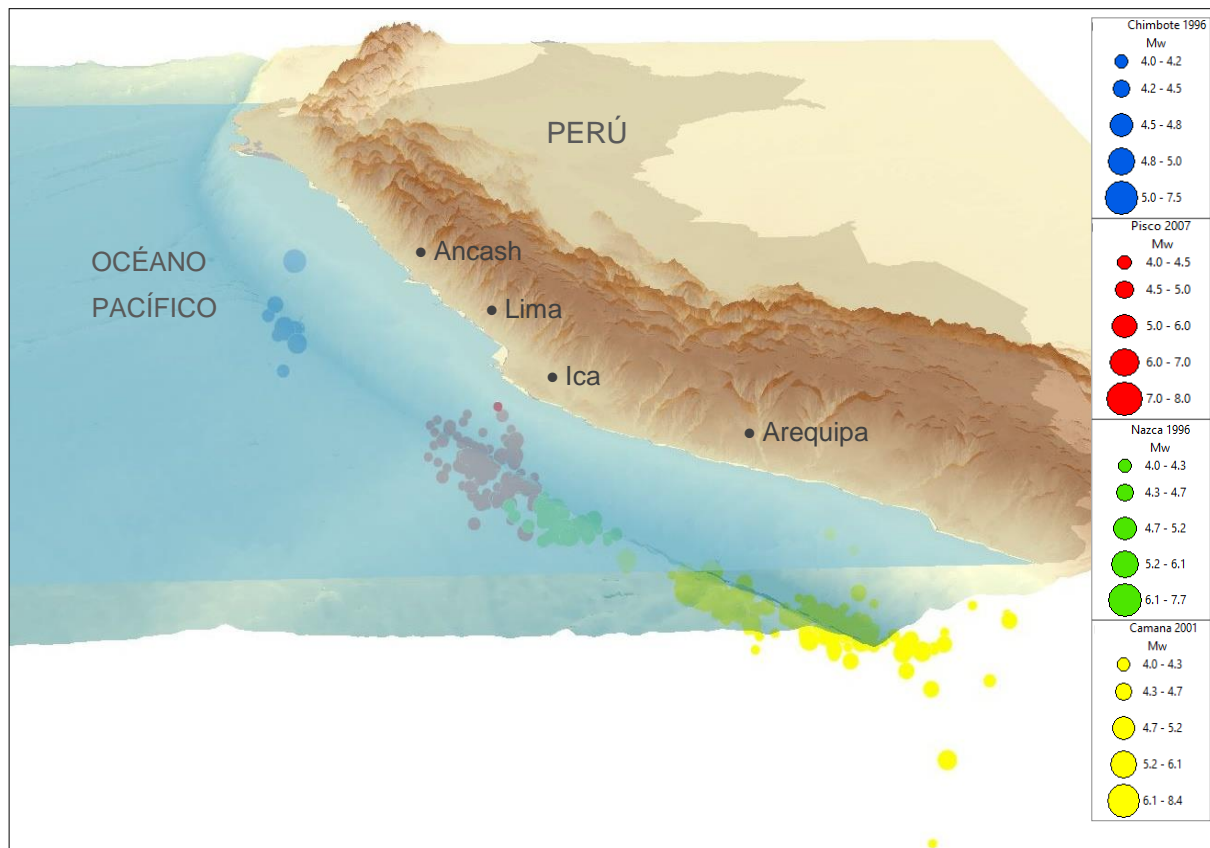 PERÚ
OCÉANO
PACÍFICO
Ancash
Lima
Ica
Arequipa
Chimbote 1996
Mw
4.0 - 4.2
4.2 - 4.5
4.5 - 4.8
4.8 - 5.0
5.0 - 7.5
Pisco 2007
Mw
4.0 - 4.5
4.5 - 5.0
5.0 - 6.0
6.0 - 7.0
7.0 - 8.0
Nazca 1996
Mw
4.0 - 4.3
4.3 - 4.7
4.7 - 5.2
5.2 - 6.1
6.1 - 7.7
Camana 2001
Mw
4.0 - 4.3
4.3 - 4.7
4.7 - 5.2
5.2 - 6.1
6.1 - 8.4